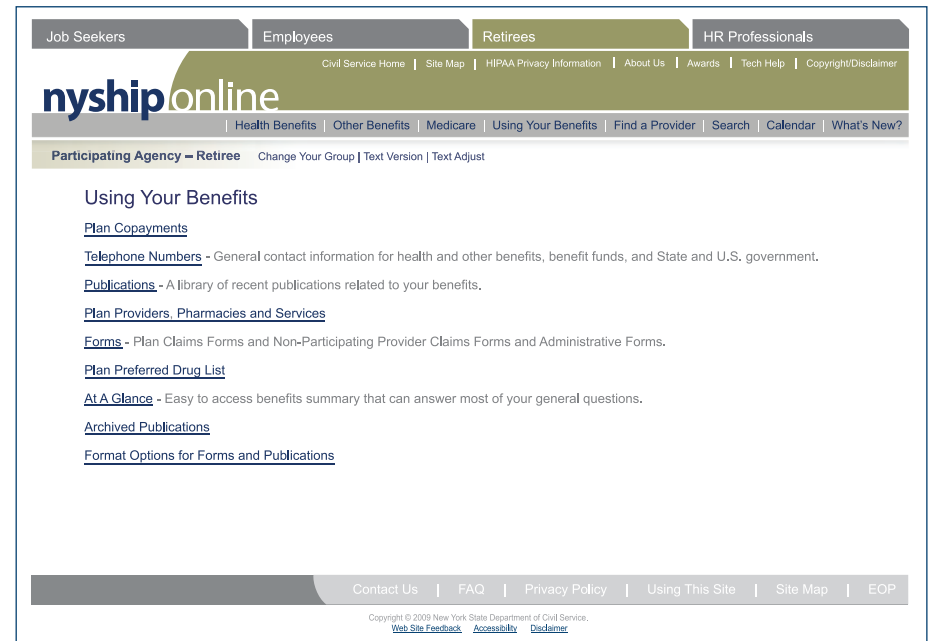 Job Seekers
Employees
Retirees
HR Professionals
Civil Service Home | Site Map | HIPAA Privacy Information | About Us | Awards | Tech Help | Copyright/Disclaimer
nyship online
| Health Benefits | Other Benefits | Medicare | Using Your Benefits | Find a Provider | Search | Calendar | What's New?
Participating Agency – Retiree Change Your Group | Text Version | Text Adjust
Using Your Benefits
Plan Copayments
Telephone Numbers - General contact information for health and other benefits, benefit funds, and State and U.S. government.
Publications - A library of recent publications related to your benefits.
Plan Providers, Pharmacies and Services
Forms - Plan Claims Forms and Non-Participating Provider Claims Forms and Administrative Forms.
Plan Preferred Drug List
At A Glance - Easy to access benefits summary that can answer most of your general questions.
Archived Publications
Format Options for Forms and Publications
Contact Us | FAQ | Privacy Policy | Using This Site | Site Map | EOP
Copyright © 2009 New York State Department of Civil Service,
Web Site Feedback Accessibility Disclaimer